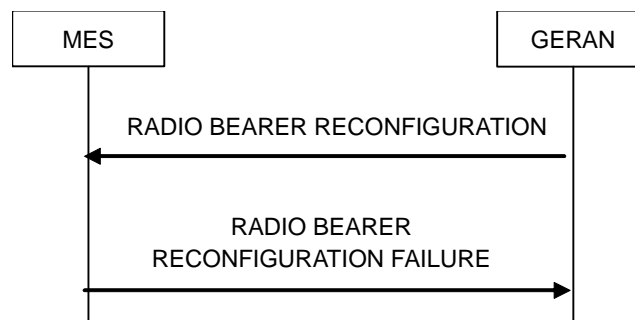 MES
GERAN
RADIO BEARER RECONFIGURATION
RADIO BEARER
RECONFIGURATION FAILURE